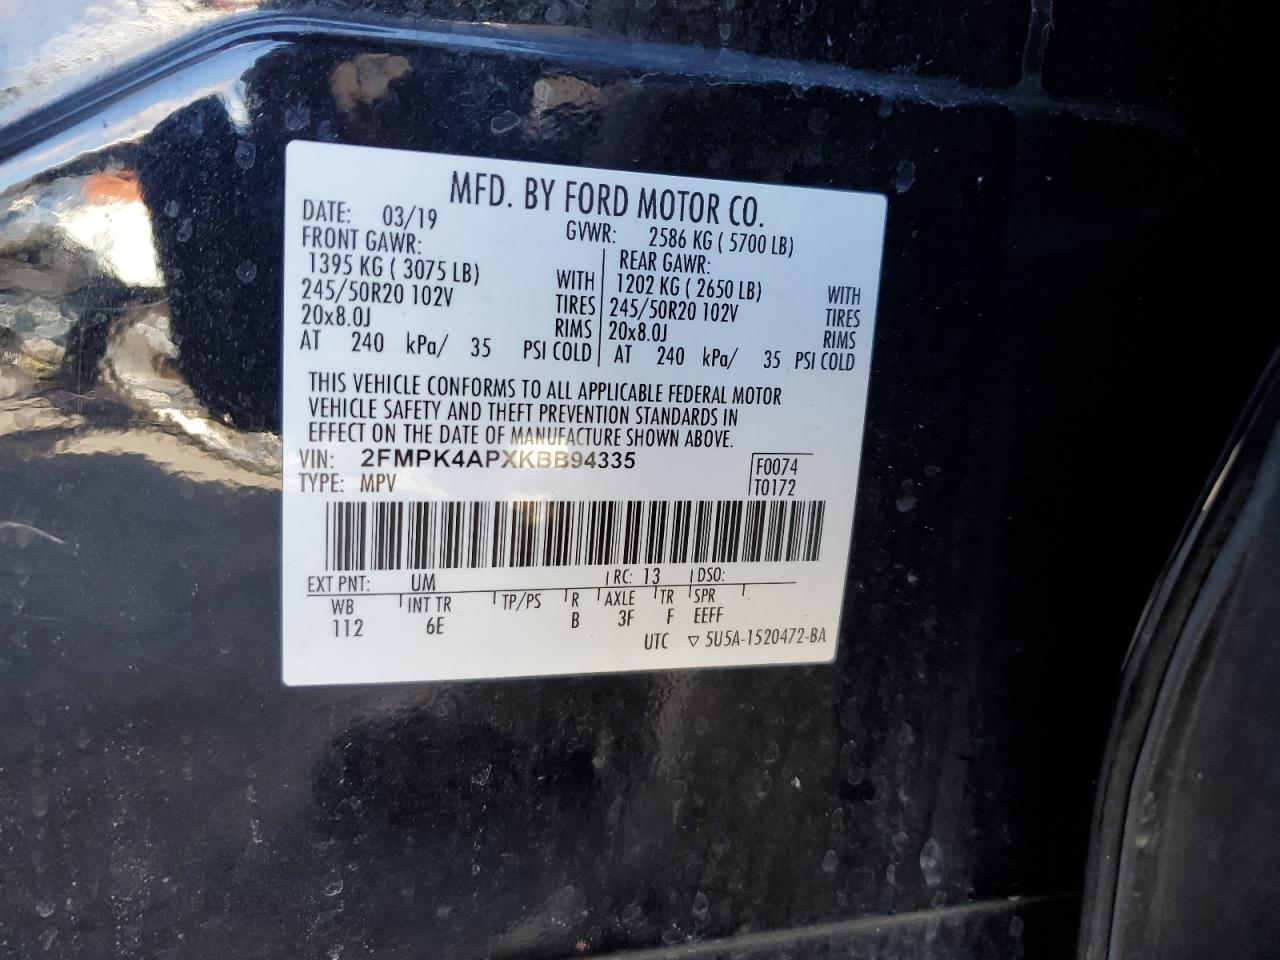 MFD. BY FORD MOTOR CO.
DATE: 03/19 GVWR: 2586 KG ( 5700 LB)
FRONT GAWR: REAR GAWR:
1395 KG ( 3075 LB) WITH 1202 KG ( 2650 LB) WITH
245/50R20 102V TIRES 245/50R20 102V TIRES
20x8.0J RIMS 20x8.0J RIMS
AT 240 kPa/ 35 PSI COLD AT 240 kPa/ 35 PSI COLD
THIS VEHICLE CONFORMS TO ALL APPLICABLE FEDERAL MOTOR
VEHICLE SAFETY AND THEFT PREVENTION STANDARDS IN
EFFECT ON THE DATE OF MANUFACTURE SHOWN ABOVE.
VIN: 2FMPK4APXKBB94335 F0074
TYPE: MPV T0172
EXT PNT: UM RC: 13 DSO:
WB INT TR TP/PS R AXLE TR SPR
112 6E B 3F F EEFF
UTC ▽ 5U5A-1520472-BA